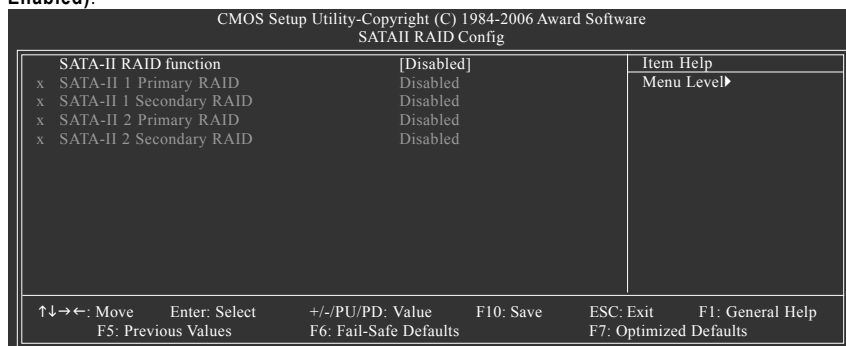 Enabled).
CMOS Setup Utility-Copyright (C) 1984-2006 Award Software
SATAII RAID Config
SATA-II RAID function [Disabled] Item Help
x SATA-II 1 Primary RAID Disabled Menu Level▶
x SATA-II 1 Secondary RAID Disabled
x SATA-II 2 Primary RAID Disabled
x SATA-II 2 Secondary RAID Disabled
↑↓→←: Move Enter: Select +/-/PU/PD: Value F10: Save ESC: Exit F1: General Help
F5: Previous Values F6: Fail-Safe Defaults F7: Optimized Defaults